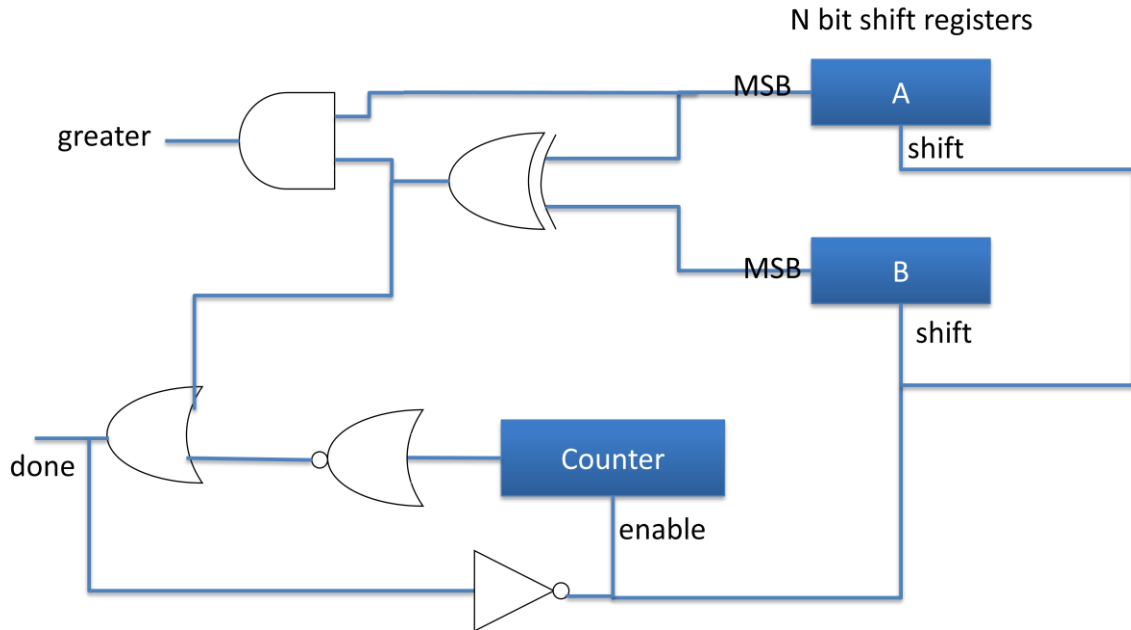 N bit shift registers
MSB
A
greater
shift
MSB
B
shift
done
Counter
enable